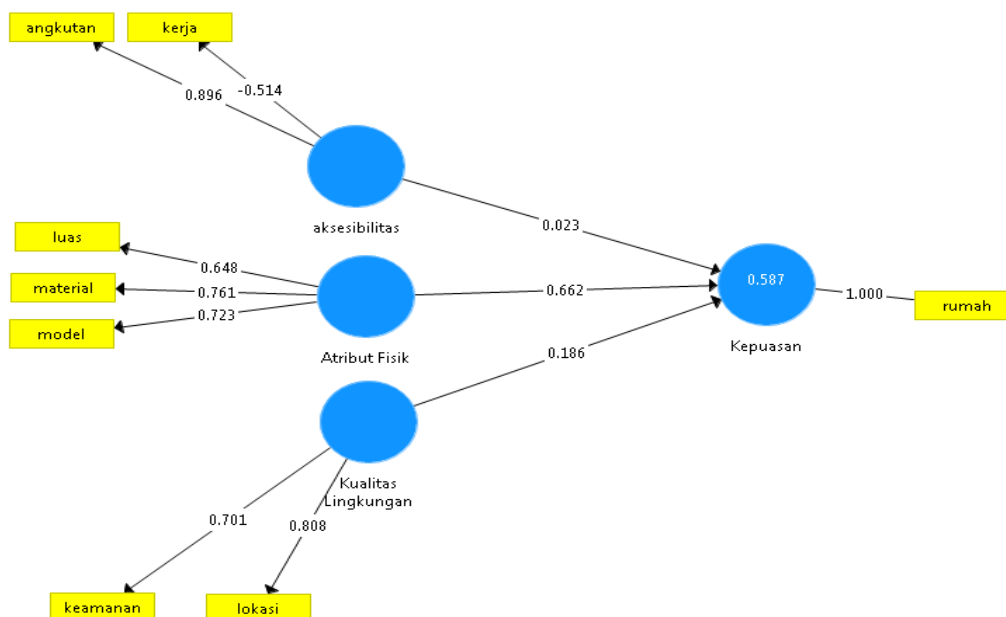 angkutan
kerja
0.896
-0.514
aksesibilitas
0.023
luas
0.648
material
0.761
0.662
0.587
1.000
rumah
model
0.723
Atribut Fisik
Kepuasan
0.186
Kualitas
Lingkungan
0.701
0.808
keamanan
lokasi